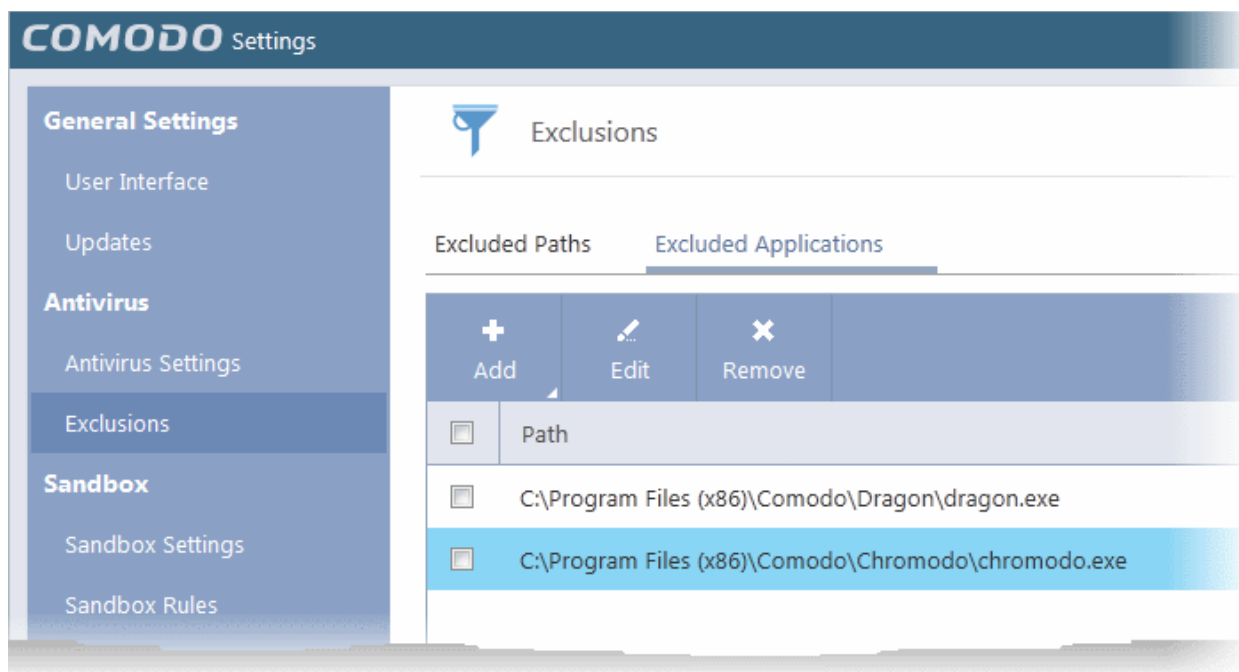 COMODO Settings
General Settings
User Interface
Updates
Antivirus
Antivirus Settings
Exclusions
Sandbox
Sandbox Settings
Sandbox Rules
Exclusions
Excluded Paths Excluded Applications
Add Edit Remove
Path
C:\Program Files (x86)\Comodo\Dragon\dragon.exe
C:\Program Files (x86)\Comodo\Chromodo\chromodo.exe